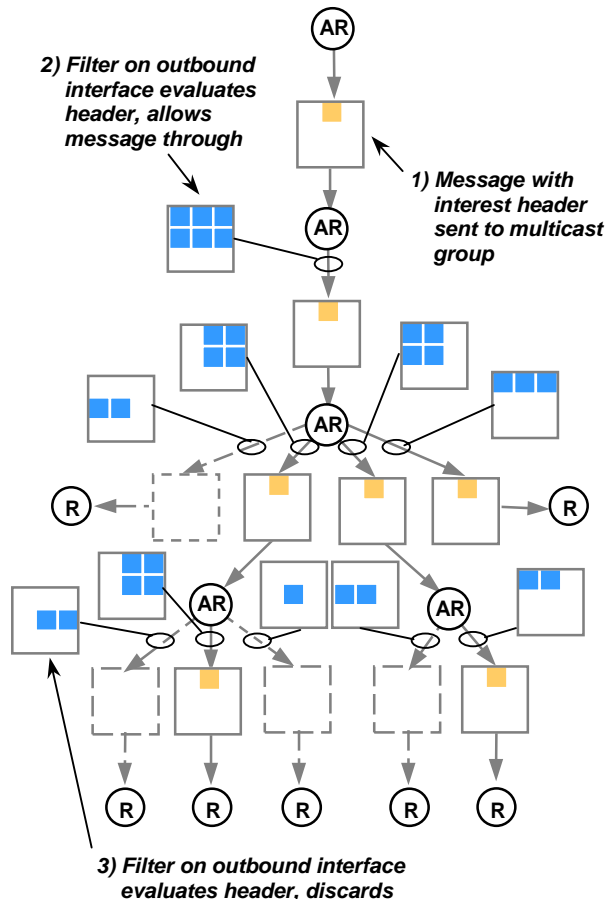 AR
2) Filter on outbound
interface evaluates
header, allows
message through
1) Message with
interest header
sent to multicast
group
AR
AR
R
R
AR
AR
R
R
R
R
R
3) Filter on outbound interface
evaluates header, discards